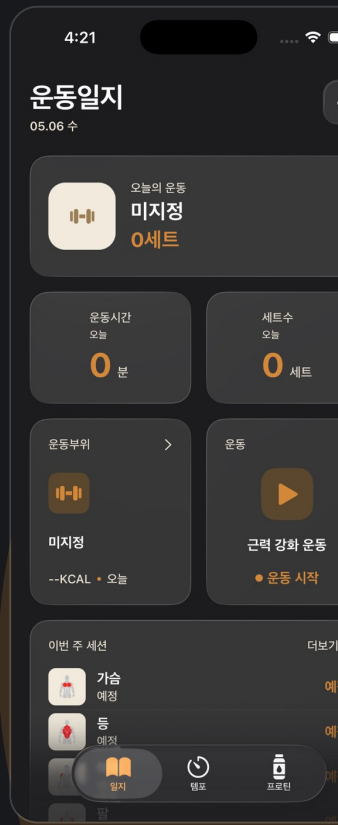 4:21
운동일지
05.06 수
오늘의 운동
미지정
0세트
운동시간
오늘
0 분
세트수
오늘
0 세트
운동부위
미지정
--KCAL • 오늘
운동
근력 강화 운동
운동 시작
이번 주 세션
더보기
가슴
예정
등
예정
팔
일지
템포
프로틴